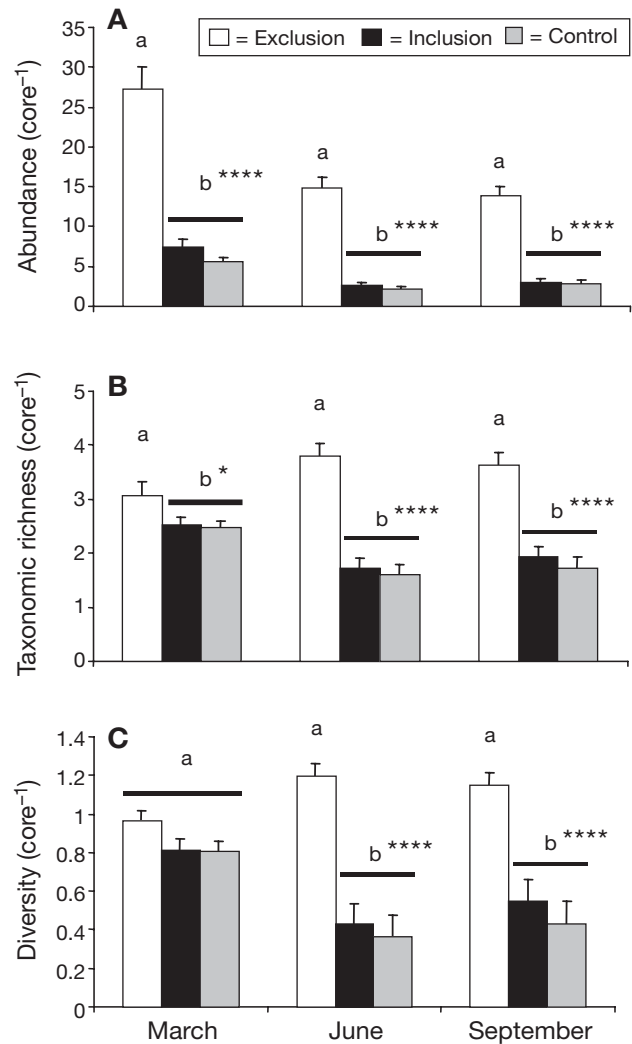 A
= Exclusion = Inclusion = Control
Abundance (core⁻¹)
35
30
25
20
15
10
5
0
a
b ****
a
b ****
a
b ****
B
Taxonomic richness (core⁻¹)
5
4
3
2
1
0
a
b *
a
b ****
a
b ****
C
Diversity (core⁻¹)
1.4
1.2
1
0.8
0.6
0.4
0.2
0
a
a
b ****
a
b ****
March June September